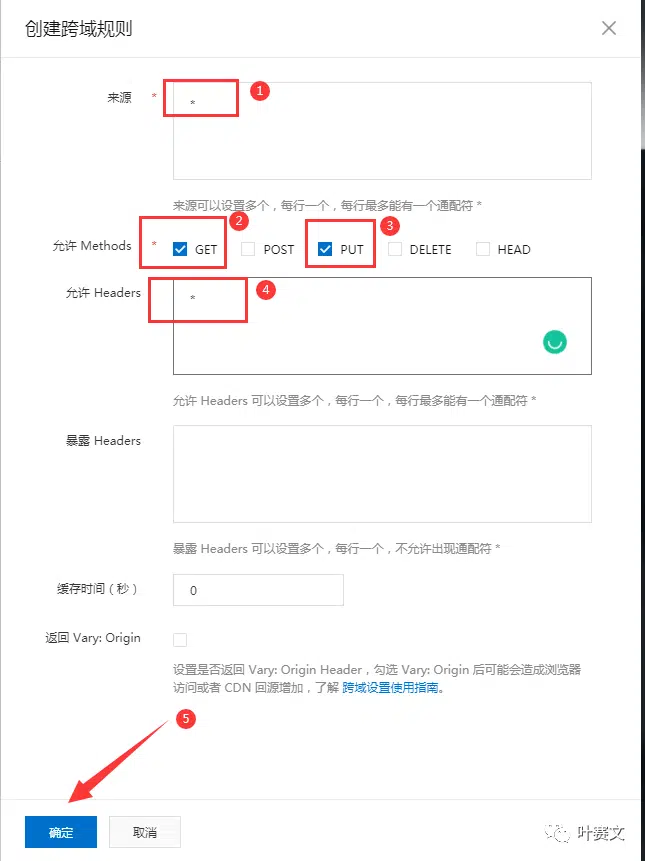 创建跨域规则
来源 * * 1
来源可以设置多个，每行一个，每行最多能有一个通配符 *
2 3
允许 Methods * GET POST PUT DELETE HEAD
允许 Headers * 4
允许 Headers 可以设置多个，每行一个，每行最多能有一个通配符 *
暴露 Headers
暴露 Headers 可以设置多个，每行一个，不允许出现通配符 *
缓存时间（秒） 0
返回 Vary: Origin
设置是否返回 Vary: Origin Header，勾选 Vary: Origin 后可能会造成浏览器
访问或者 CDN 回源增加，了解 跨域设置使用指南。
5
确定 取消
叶赛文